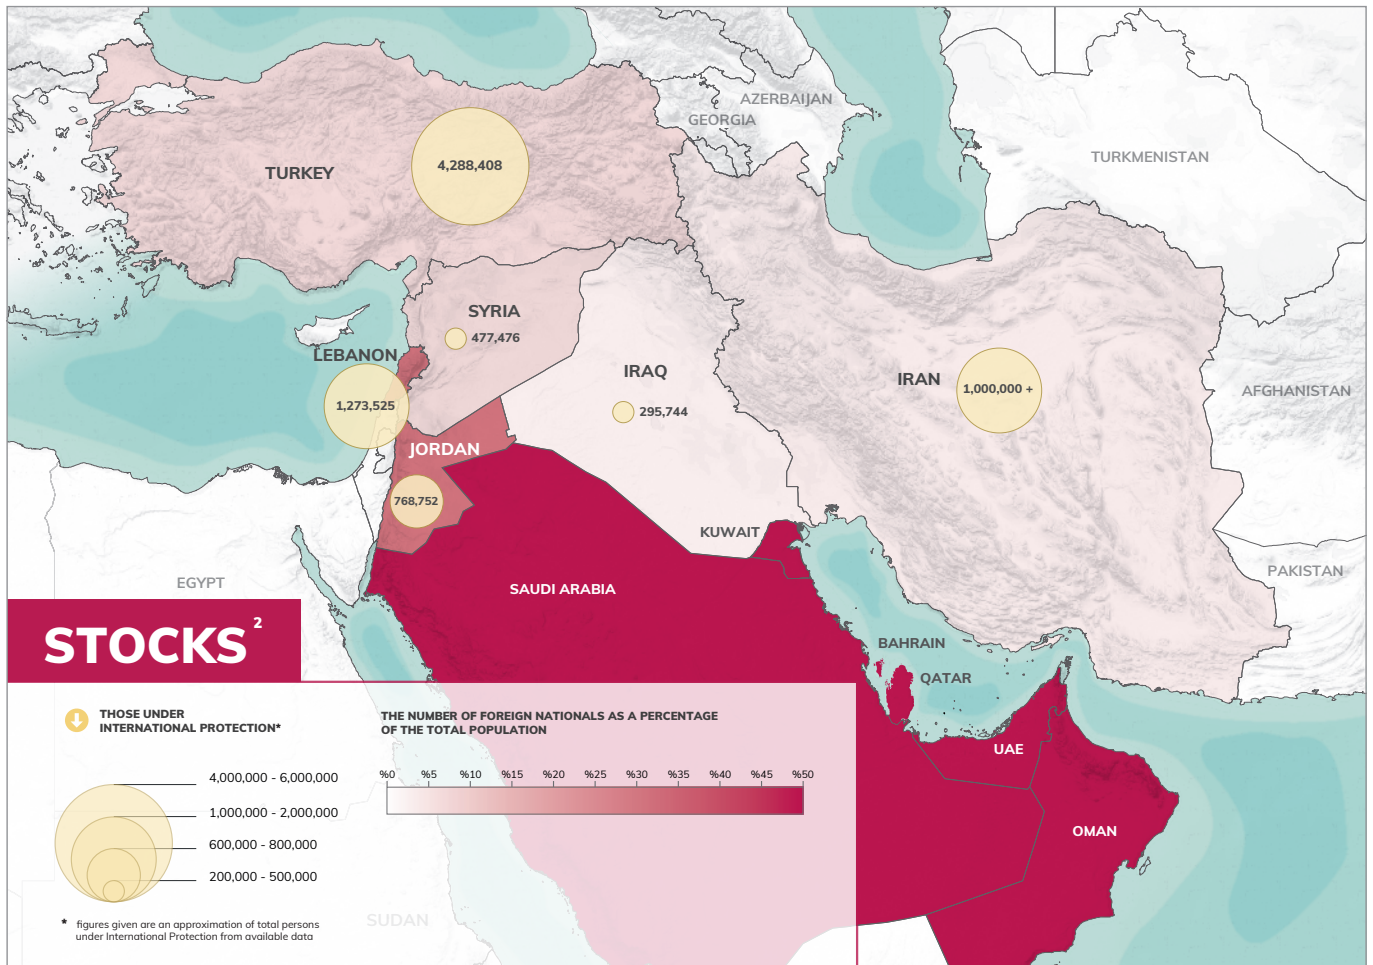 AZERBAIJAN
GEORGIA
TURKMENISTAN
TURKEY
4,288,408
SYRIA
477,476
LEBANON
1,273,525
IRAQ
295,744
IRAN
1,000,000 +
AFGHANISTAN
JORDAN
768,752
KUWAIT
PAKISTAN
EGYPT
SAUDI ARABIA
BAHRAIN
QATAR
UAE
OMAN
SUDAN
STOCKS 2
THOSE UNDER
INTERNATIONAL PROTECTION*
4,000,000 - 6,000,000
1,000,000 - 2,000,000
600,000 - 800,000
200,000 - 500,000
* figures given are an approximation of total persons
under International Protection from available data
THE NUMBER OF FOREIGN NATIONALS AS A PERCENTAGE
OF THE TOTAL POPULATION
%0 %5 %10 %15 %20 %25 %30 %35 %40 %45 %50